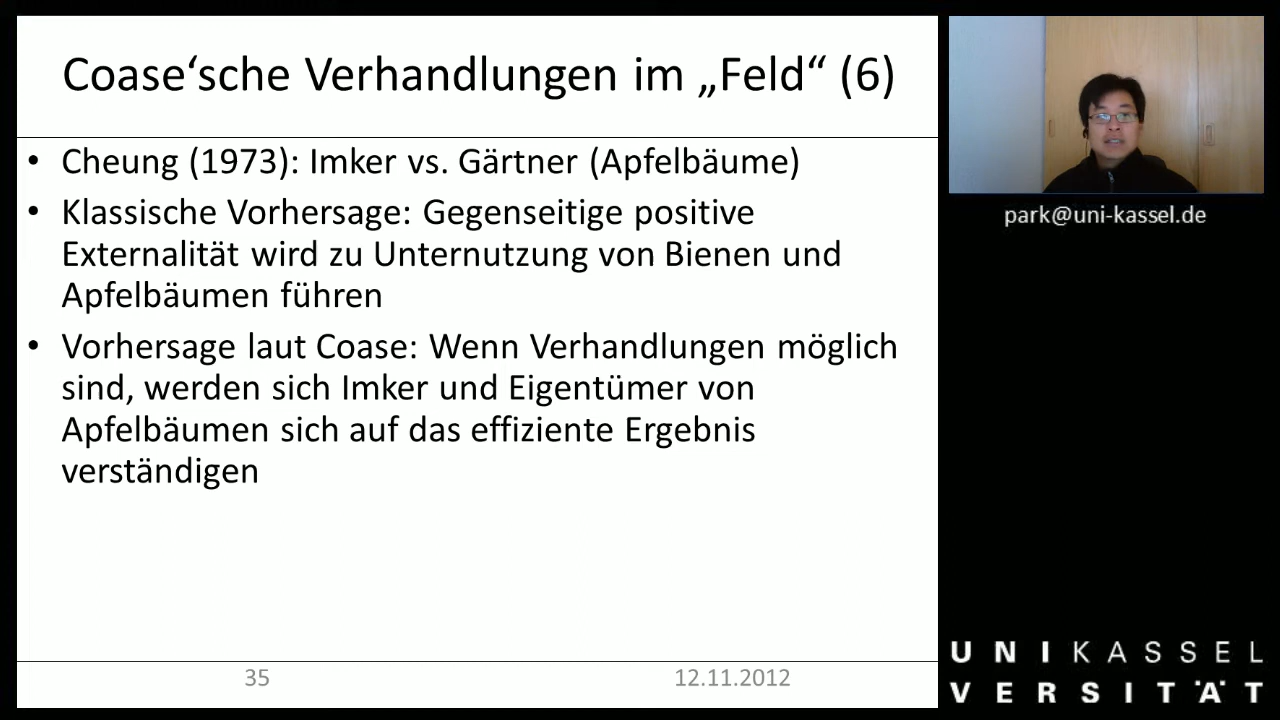 Coase‘sche Verhandlungen im „Feld“ (6)
• Cheung (1973): Imker vs. Gärtner (Apfelbäume)
• Klassische Vorhersage: Gegenseitige positive
Externalität wird zu Unternutzung von Bienen und
Apfelbäumen führen
• Vorhersage laut Coase: Wenn Verhandlungen möglich
sind, werden sich Imker und Eigentümer von
Apfelbäumen sich auf das effiziente Ergebnis
verständigen
35
12.11.2012
park@uni-kassel.de
UNIKASSEL
VERSITÄT